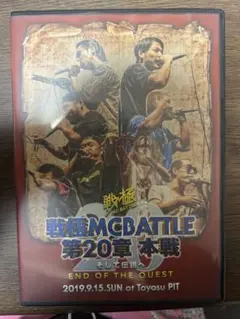 戦極
戦極MCBATTLE
第20章 本戦
そして伝説へ
END OF THE QUEST
2019.9.15.SUN at Toyosu PIT